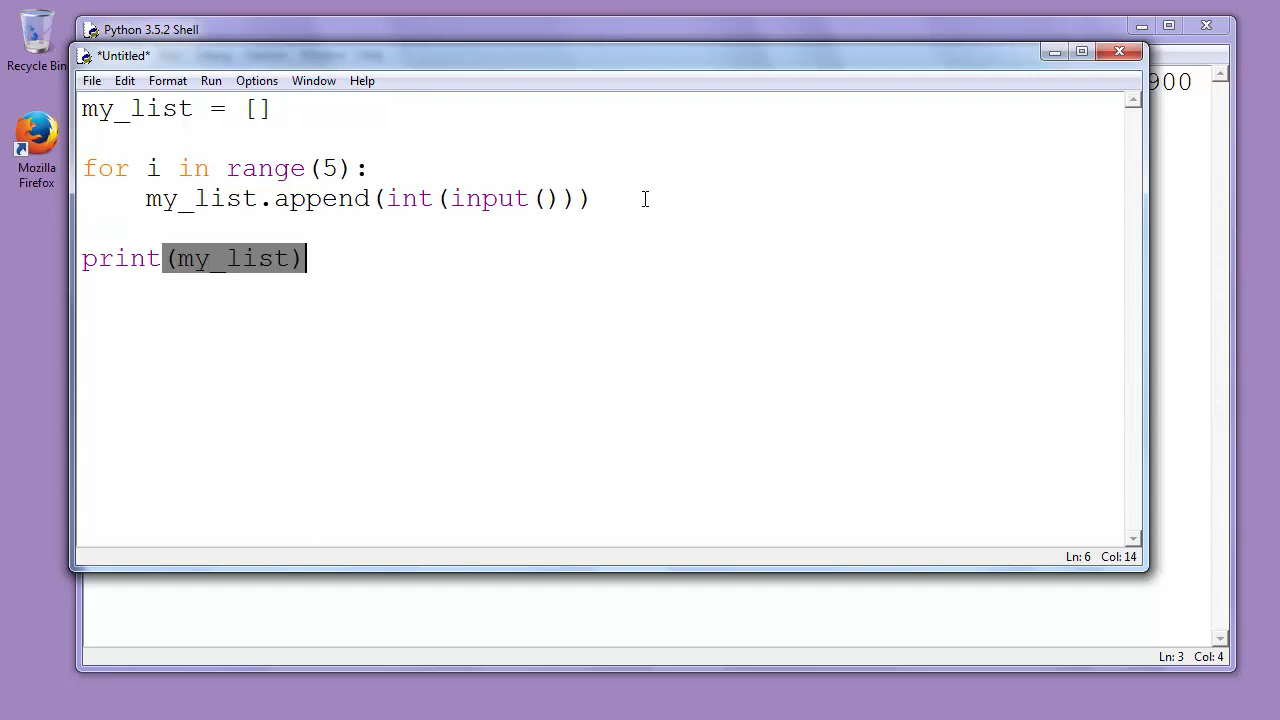 Recycle Bin
Mozilla
Firefox
Python 3.5.2 Shell
*Untitled*
File Edit Format Run Options Window Help
900
my_list = []
for i in range(5):
    my_list.append(int(input()))
print(my_list)
Ln: 6 Col: 14
Ln: 3 Col: 4